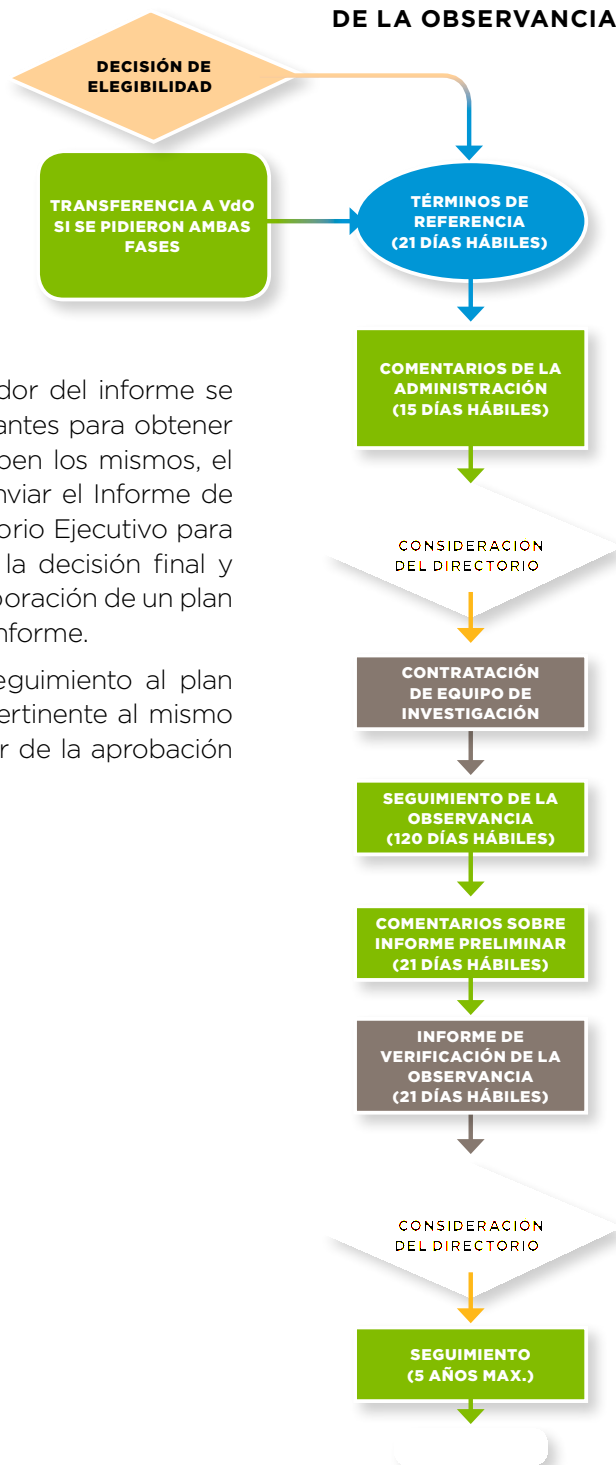 DE LA OBSERVANCIA
DECISIÓN DE
ELEGIBILIDAD
TRANSFERENCIA A VdO
SI SE PIDIERON AMBAS
FASES
TÉRMINOS DE
REFERENCIA
(21 DÍAS HÁBILES)
COMENTARIOS DE LA
ADMINISTRACIÓN
(15 DÍAS HÁBILES)
dor del informe se
antes para obtener
ben los mismos, el
nviar el Informe de
orio Ejecutivo para
la decisión final y
boración de un plan
nforme.
eguimiento al plan
ertinente al mismo
r de la aprobación
CONSIDERACION
DEL DIRECTORIO
CONTRATACIÓN
DE EQUIPO DE
INVESTIGACIÓN
SEGUIMIENTO DE LA
OBSERVANCIA
(120 DÍAS HÁBILES)
COMENTARIOS SOBRE
INFORME PRELIMINAR
(21 DÍAS HÁBILES)
INFORME DE
VERIFICACIÓN DE LA
OBSERVANCIA
(21 DÍAS HÁBILES)
CONSIDERACION
DEL DIRECTORIO
SEGUIMIENTO
(5 AÑOS MAX.)